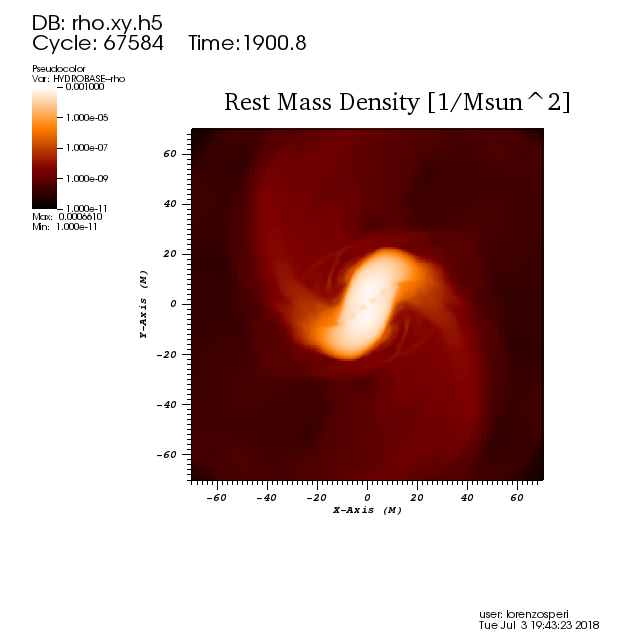 DB: rho.xy.h5
Cycle: 67584 Time:1900.8
Pseudocolor
Var: HYDROBASE--rho
0.001000
1.000e-05
1.000e-07
1.000e-09
1.000e-11
Max: 0.0006610
Min: 1.000e-11
Rest Mass Density [1/Msun^2]
60
40
20
0
-20
-40
-60
Y-Axis (M)
-60 -40 -20 0 20 40 60
X-Axis (M)
user: lorenzosperi
Tue Jul 3 19:43:23 2018